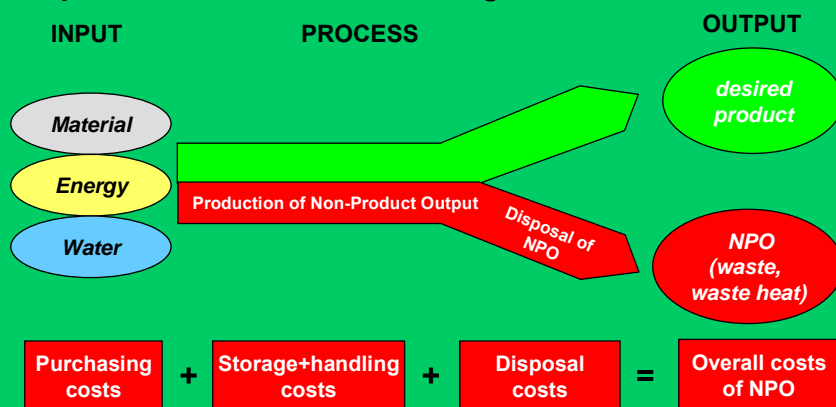 INPUT
PROCESS
OUTPUT
Material
Energy
Water
Production of Non-Product Output
Disposal of
NPO
desired
product
NPO
(waste,
waste heat)
Purchasing
costs
+
Storage+handling
costs
+
Disposal
costs
=
Overall costs
of NPO